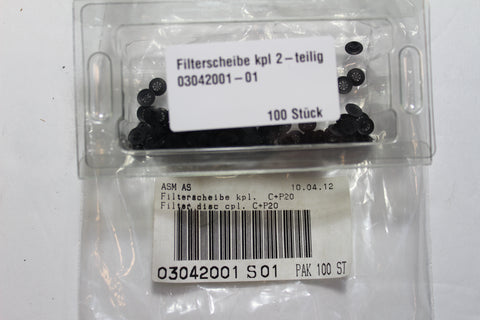 Filterscheibe kpl 2-teilig
03042001-01
100 Stück
ASM AS 10.04.12
Filterscheibe kpl. C+P20
Filter disc cpl. C+P20
03042001 S01 PAK 100 ST